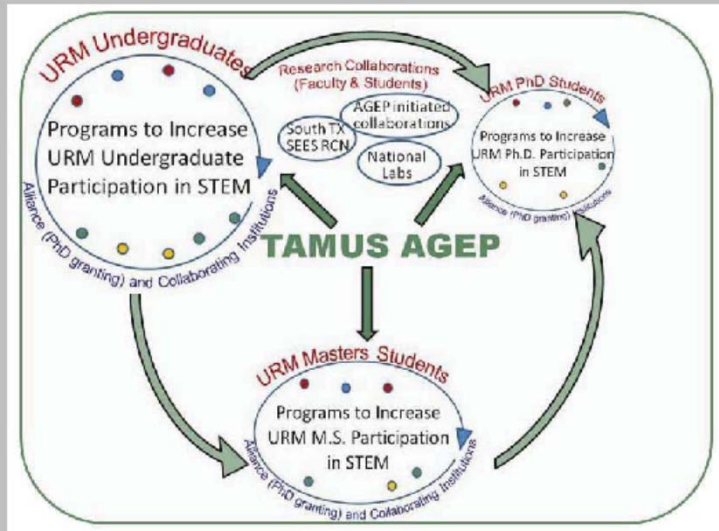 URM Undergraduates
Programs to Increase
URM Undergraduate
Participation in STEM
Alliance (PhD granting) and Collaborating Institutions
Research Collaborations
(Faculty & Students)
AGEP initiated
collaborations
South TX
SEES RCN
National
Labs
URM PhD Students
Programs to Increase
URM Ph.D. Participation
in STEM
Alliance (PhD granting) Institutions
TAMUS AGEP
URM Masters Students
Programs to Increase
URM M.S. Participation
in STEM
Alliance (PhD granting) and Collaborating Institutions